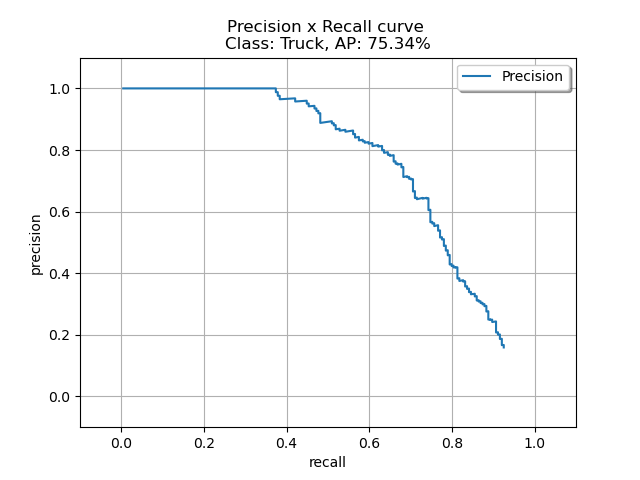 Precision x Recall curve
Class: Truck, AP: 75.34%
Precision
1.0
0.8
0.6
0.4
0.2
0.0
precision
0.0 0.2 0.4 0.6 0.8 1.0
recall